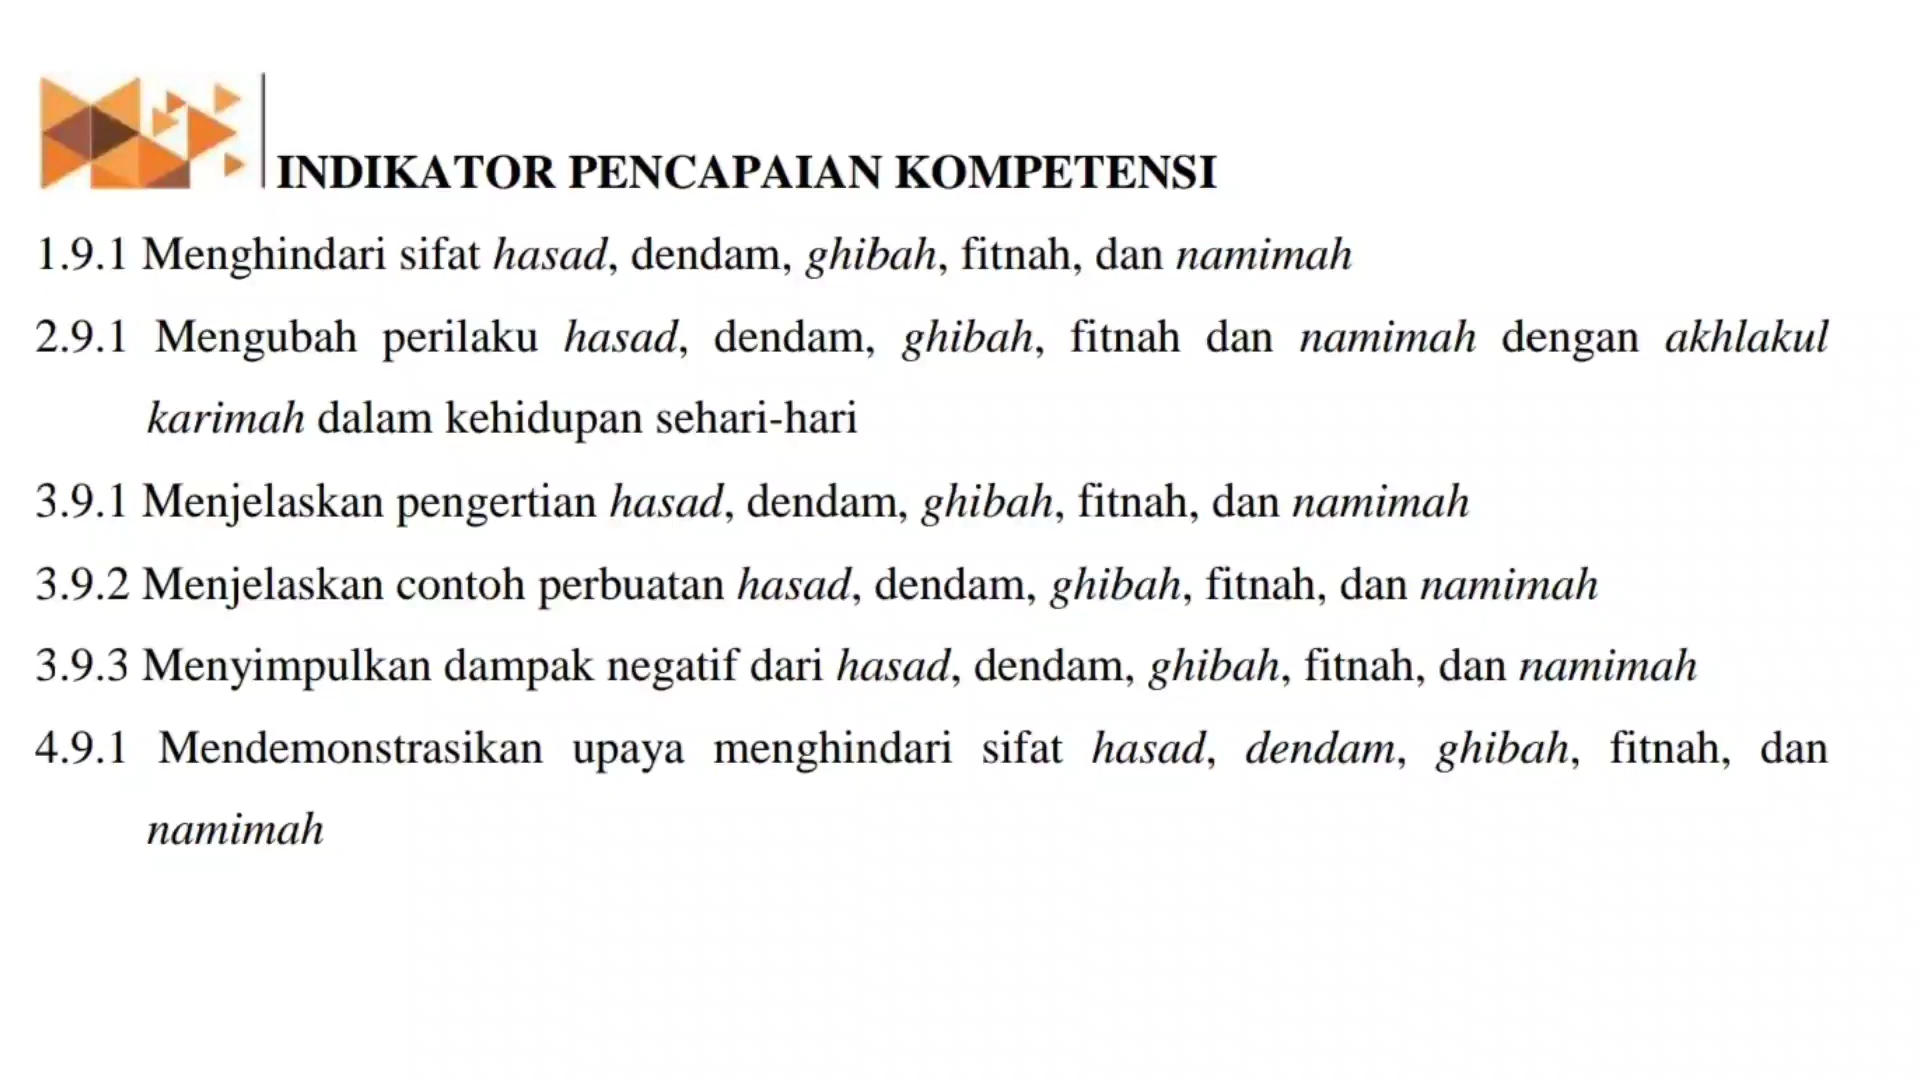 INDIKATOR PENCAPAIAN KOMPETENSI
1.9.1 Menghindari sifat hasad, dendam, ghibah, fitnah, dan namimah
2.9.1 Mengubah perilaku hasad, dendam, ghibah, fitnah dan namimah dengan akhlakul
karimah dalam kehidupan sehari-hari
3.9.1 Menjelaskan pengertian hasad, dendam, ghibah, fitnah, dan namimah
3.9.2 Menjelaskan contoh perbuatan hasad, dendam, ghibah, fitnah, dan namimah
3.9.3 Menyimpulkan dampak negatif dari hasad, dendam, ghibah, fitnah, dan namimah
4.9.1 Mendemonstrasikan upaya menghindari sifat hasad, dendam, ghibah, fitnah, dan
namimah